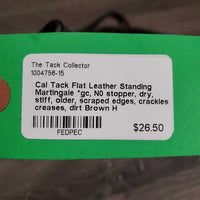 The Tack Collector
1004756-15
Cal Tack Flat Leather Standing
Martingale *gc, N0 stopper, dry,
stiff, older, scraped edges, crackles
creases, dirt Brown H
$26.50
FEDPEC